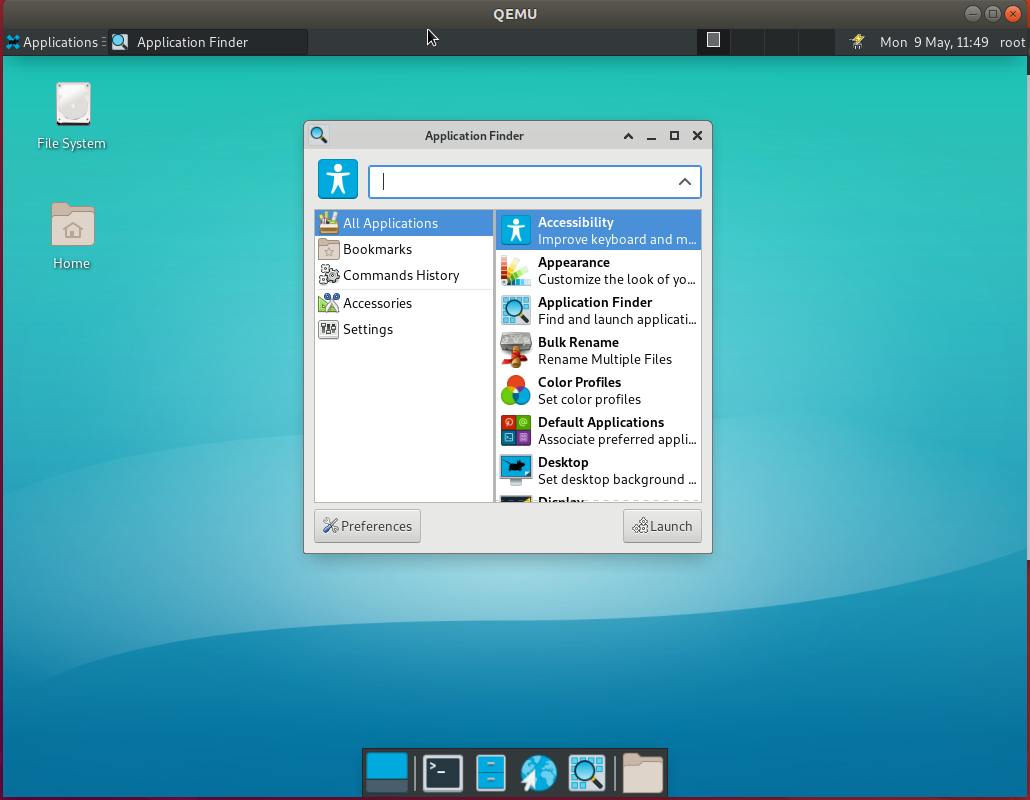 QEMU
Applications
Application Finder
Mon 9 May, 11:49
root
File System
Home
Application Finder
All Applications
Bookmarks
Commands History
Accessories
Settings
Accessibility
Improve keyboard and m...
Appearance
Customize the look of yo...
Application Finder
Find and launch applicati...
Bulk Rename
Rename Multiple Files
Color Profiles
Set color profiles
Default Applications
Associate preferred appli...
Desktop
Set desktop background ...
Display
Preferences
Launch